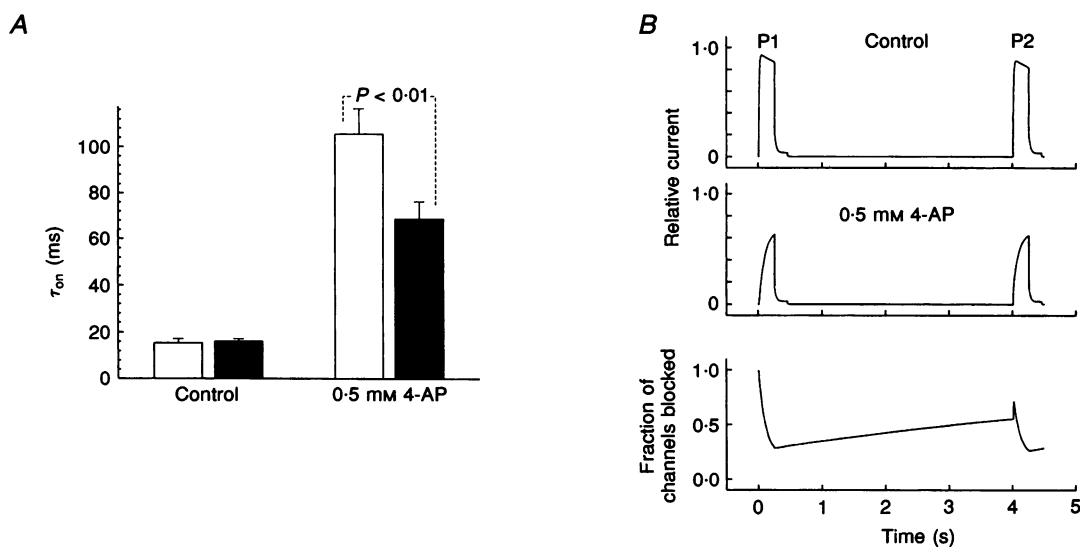 A
P < 0·01
100
80
60
40
20
0
τon (ms)
Control
0·5 mM 4-AP
B
P1
Control
P2
1·0
0
1·0
0·5 mM 4-AP
0
Relative current
1·0
0·5
0·0
Fraction of
channels blocked
0
1
2
3
4
5
Time (s)